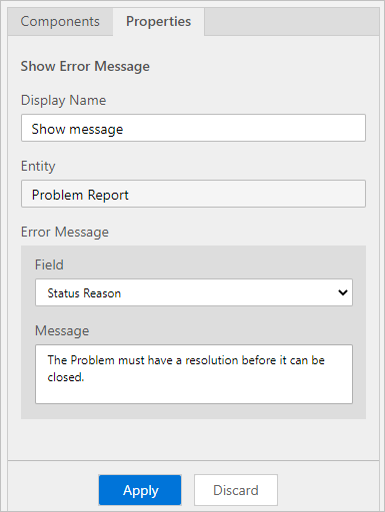 Components Properties
Show Error Message
Display Name
Show message
Entity
Problem Report
Error Message
Field
Status Reason
Message
The Problem must have a resolution before it can be
closed.
Apply Discard